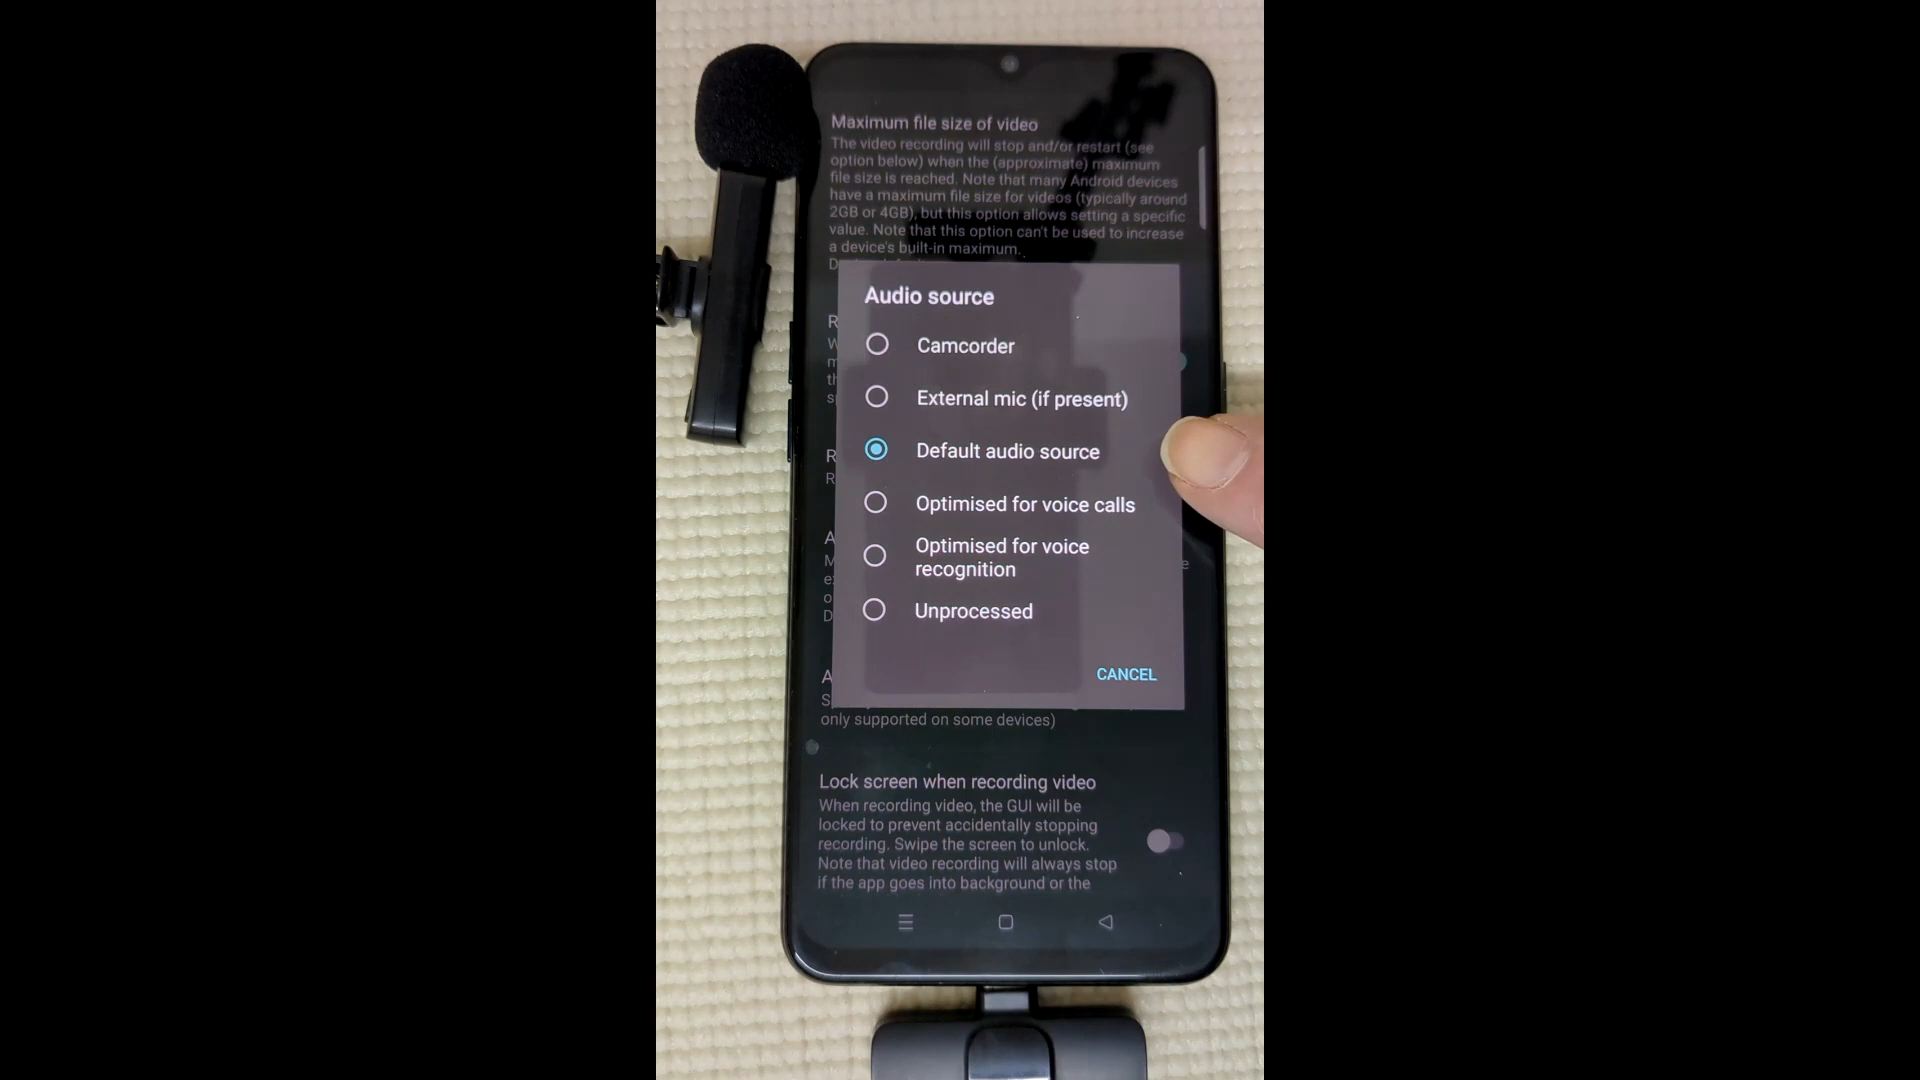 Maximum file size of video
The video recording will stop and/or restart (see
option below) when the (approximate) maximum
file size is reached. Note that many Android devices
have a maximum file size for videos (typically around
2GB or 4GB), but this option allows setting a specific
value. Note that this option can't be used to increase
a device's built-in maximum.
Audio source
Camcorder
External mic (if present)
Default audio source
Optimised for voice calls
Optimised for voice
recognition
Unprocessed
CANCEL
only supported on some devices)
Lock screen when recording video
When recording video, the GUI will be
locked to prevent accidentally stopping
recording. Swipe the screen to unlock.
Note that video recording will always stop
if the app goes into background or the